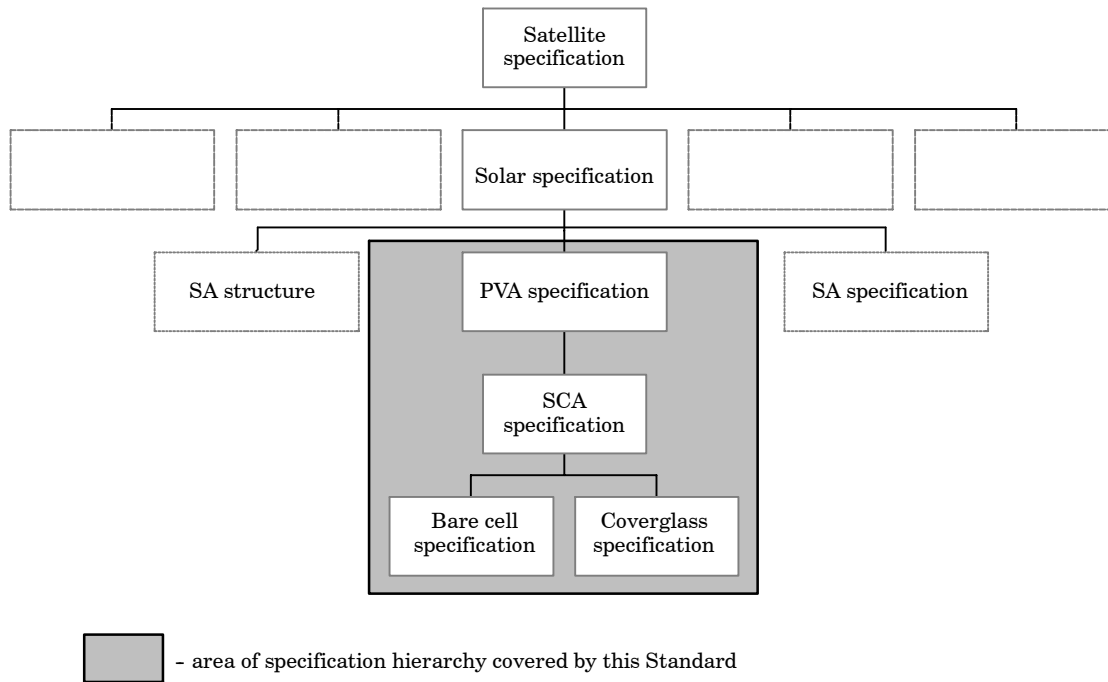 Satellite
specification
Solar specification
SA structure
PVA specification
SA specification
SCA
specification
Bare cell
specification
Coverglass
specification
- area of specification hierarchy covered by this Standard